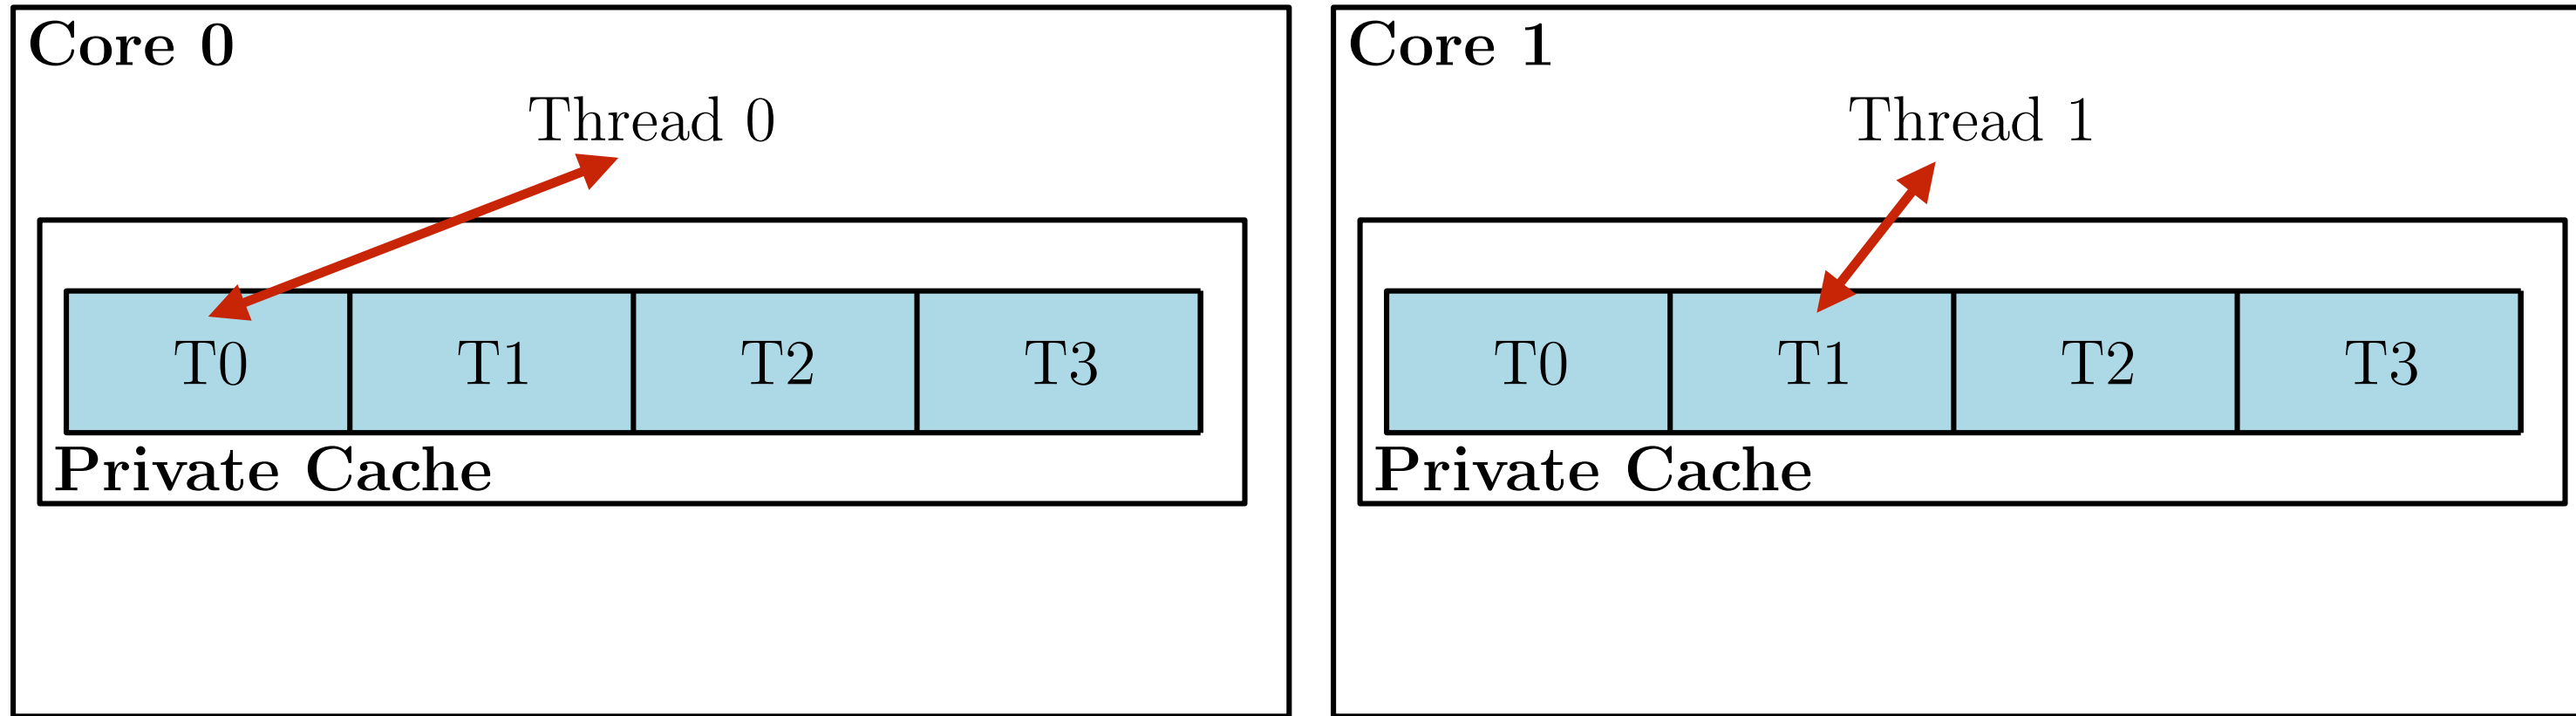 Core 0
Thread 0
T0 T1 T2 T3
Private Cache
Core 1
Thread 1
T0 T1 T2 T3
Private Cache